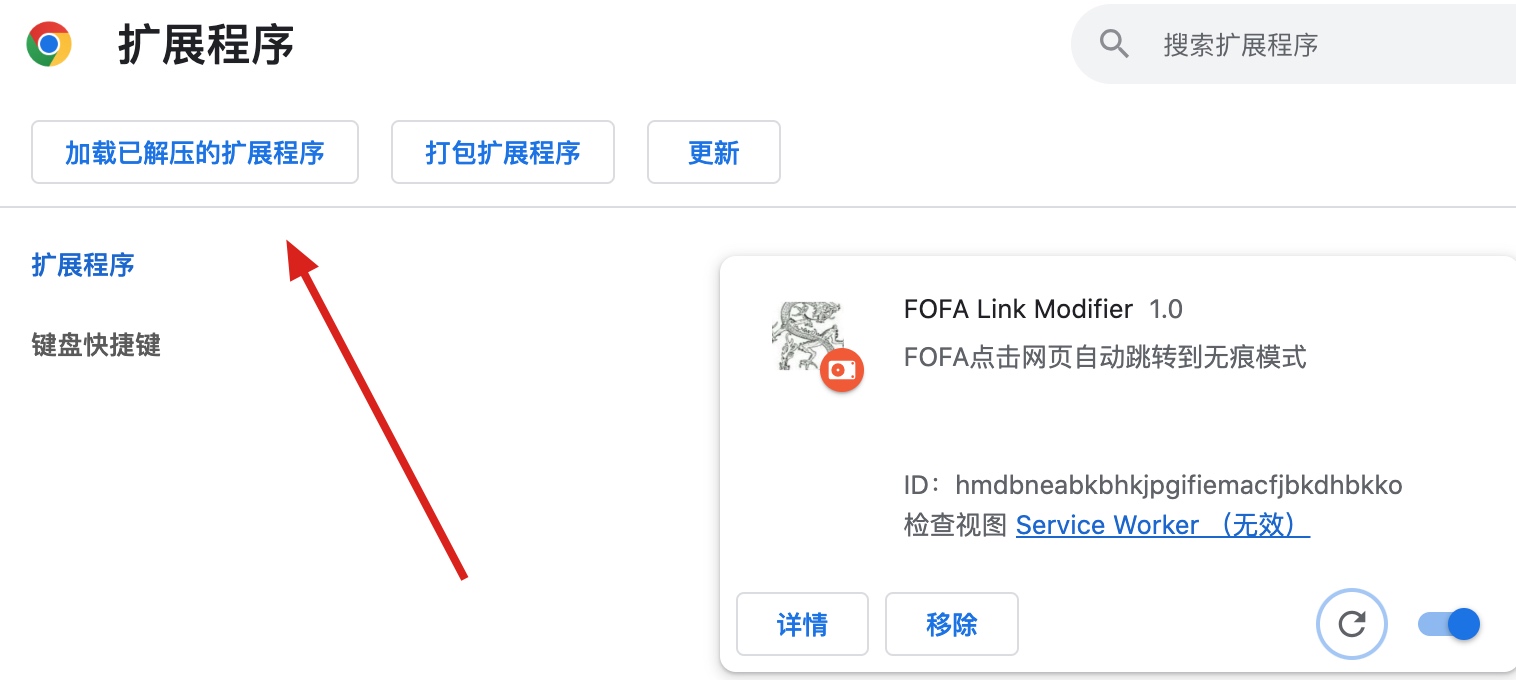 扩展程序
搜索扩展程序
加载已解压的扩展程序
打包扩展程序
更新
扩展程序
键盘快捷键
FOFA Link Modifier 1.0
FOFA点击网页自动跳转到无痕模式
ID：hmdbneabkbhkjpgifiemacfjbkdhbkko
检查视图 Service Worker （无效）
详情
移除